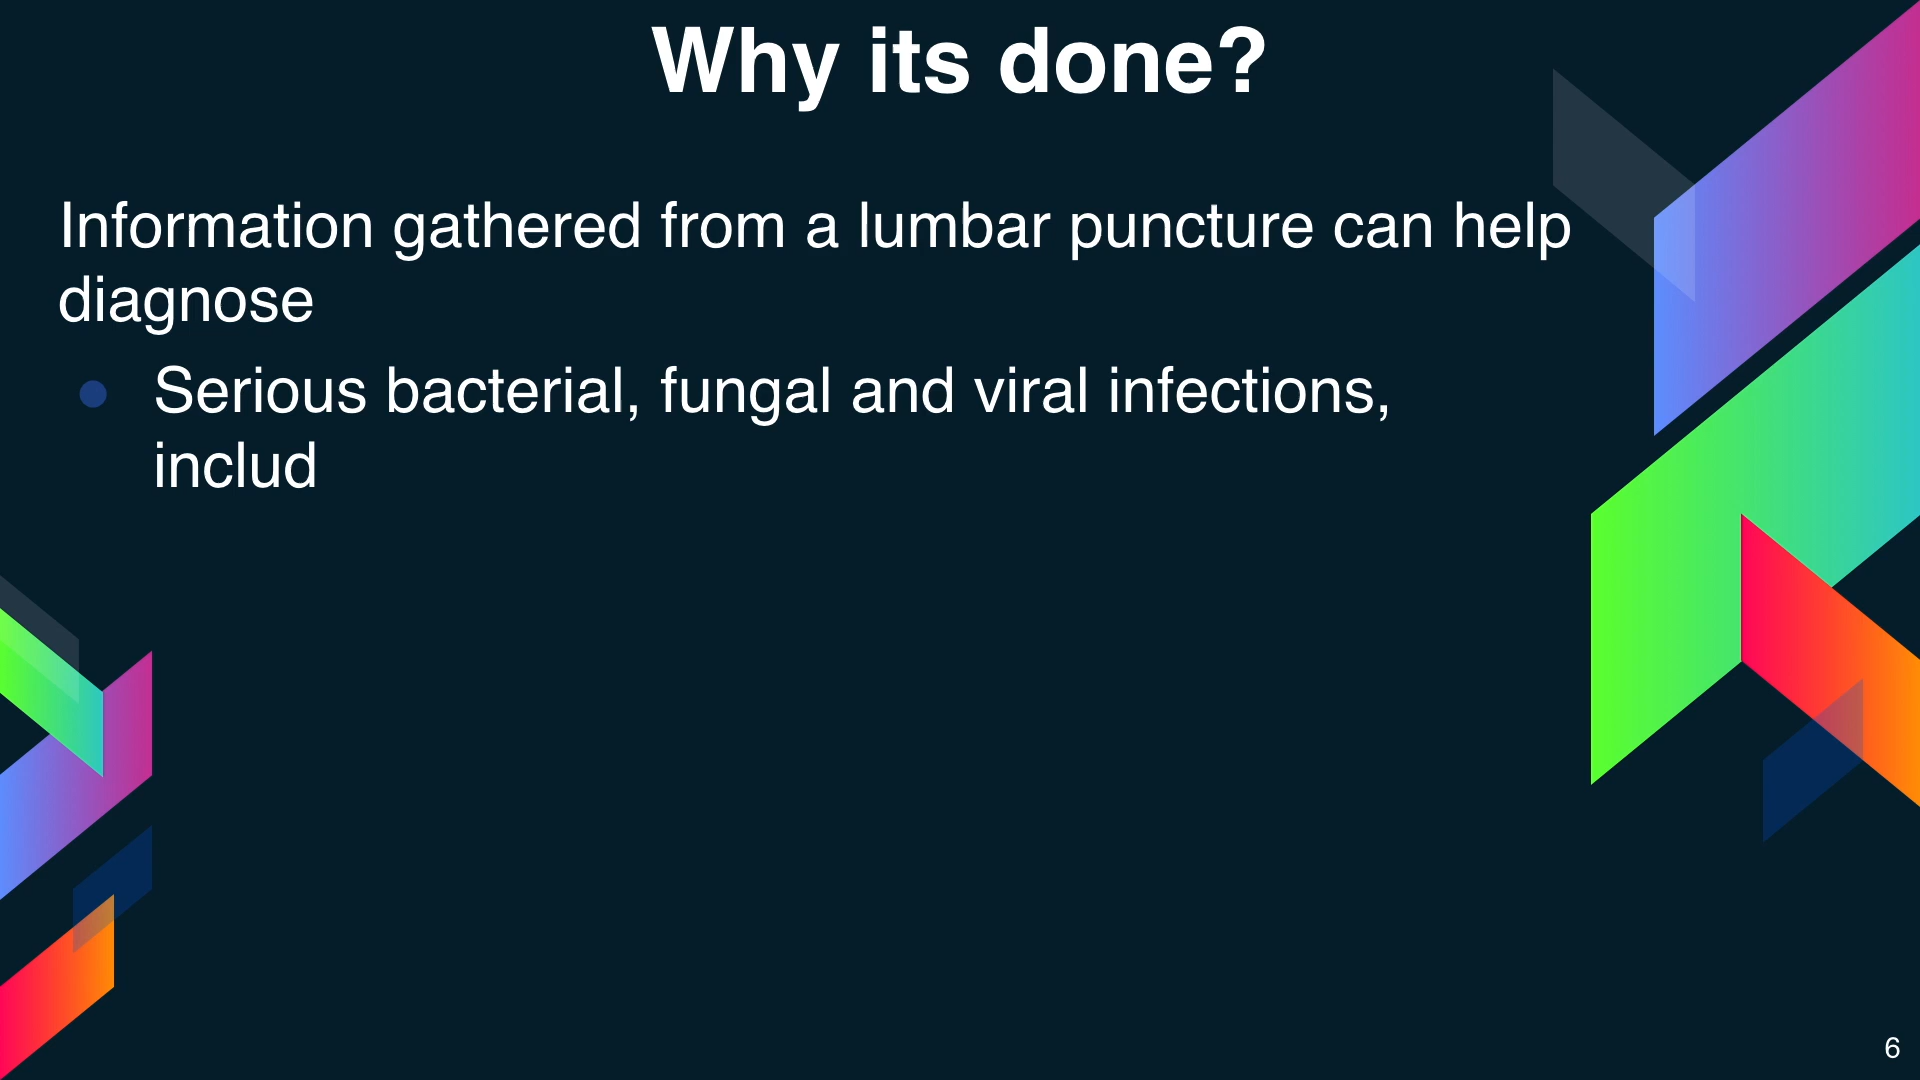 Why its done?
Information gathered from a lumbar puncture can help
diagnose
● Serious bacterial, fungal and viral infections,
includ
6